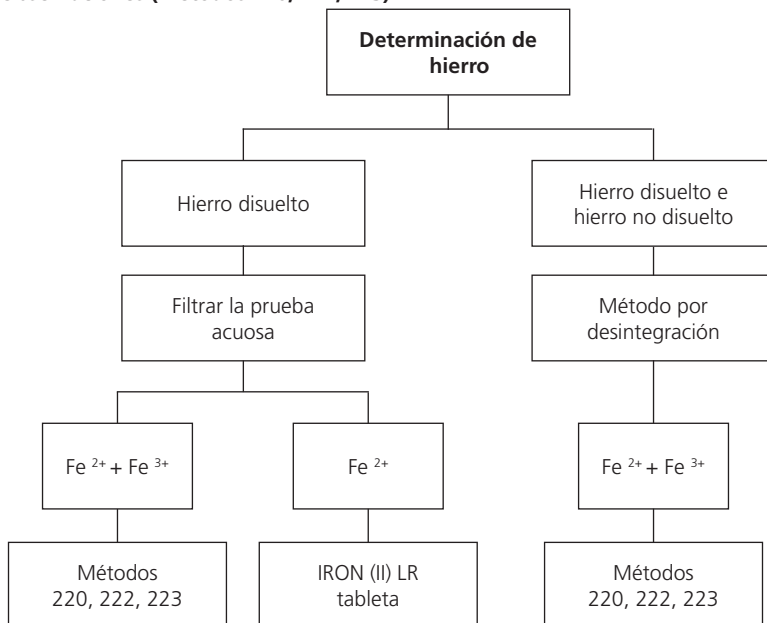 Determinación de
hierro
Hierro disuelto
Hierro disuelto e
hierro no disuelto
Filtrar la prueba
acuosa
Método por
desintegración
Fe 2+ + Fe 3+
Fe 2+
Fe 2+ + Fe 3+
Métodos
220, 222, 223
IRON (II) LR
tableta
Métodos
220, 222, 223